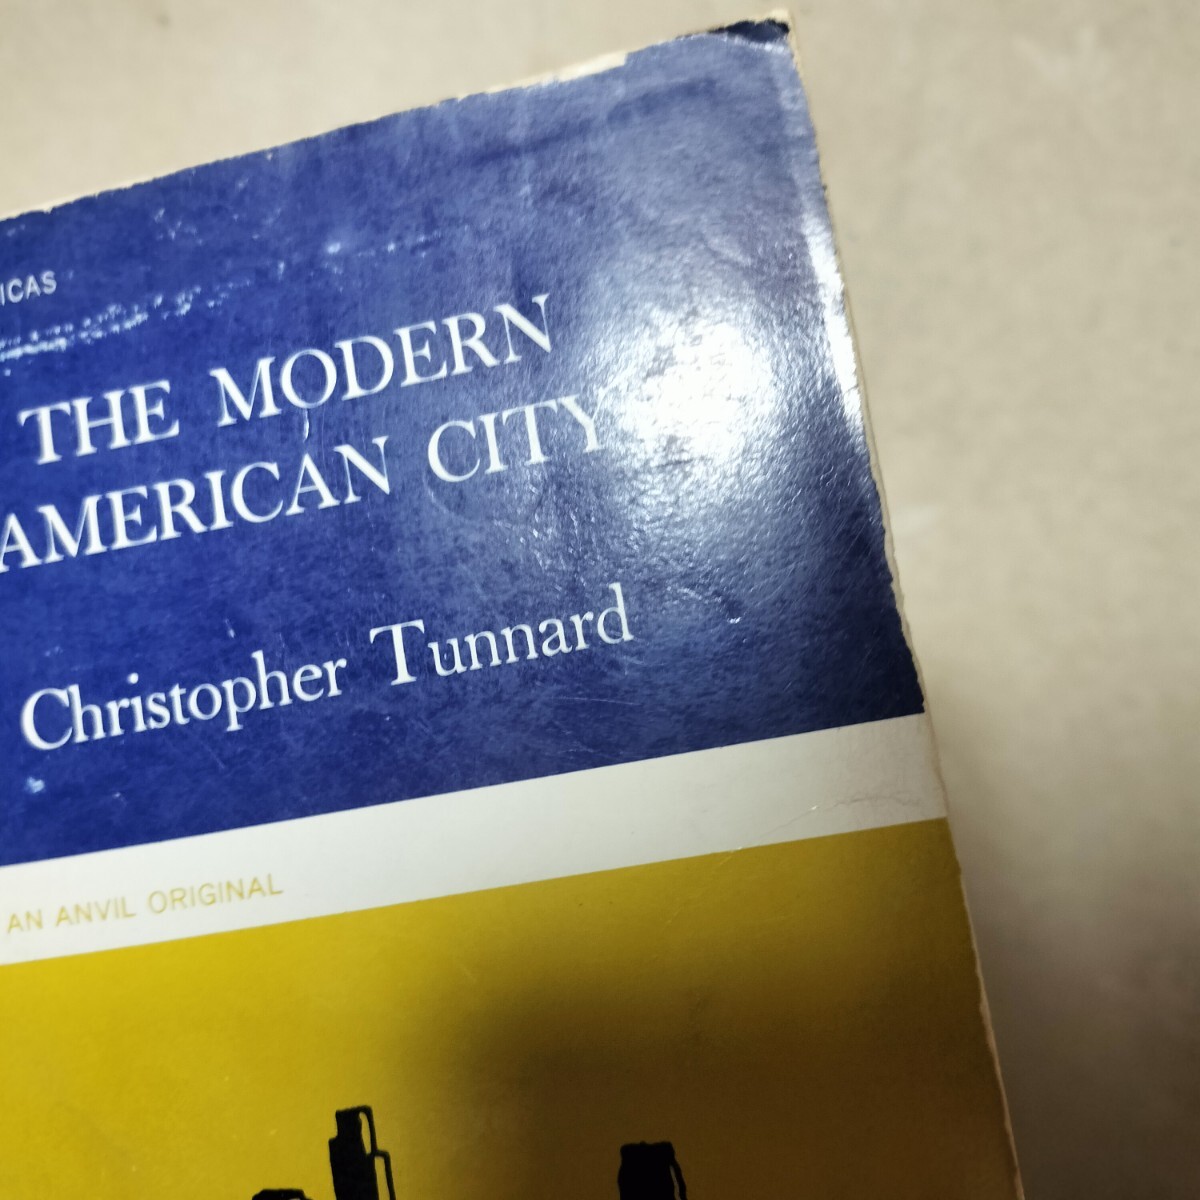 ICAS
THE MODERN
AMERICAN CITY
Christopher Tunnard
AN ANVIL ORIGINAL